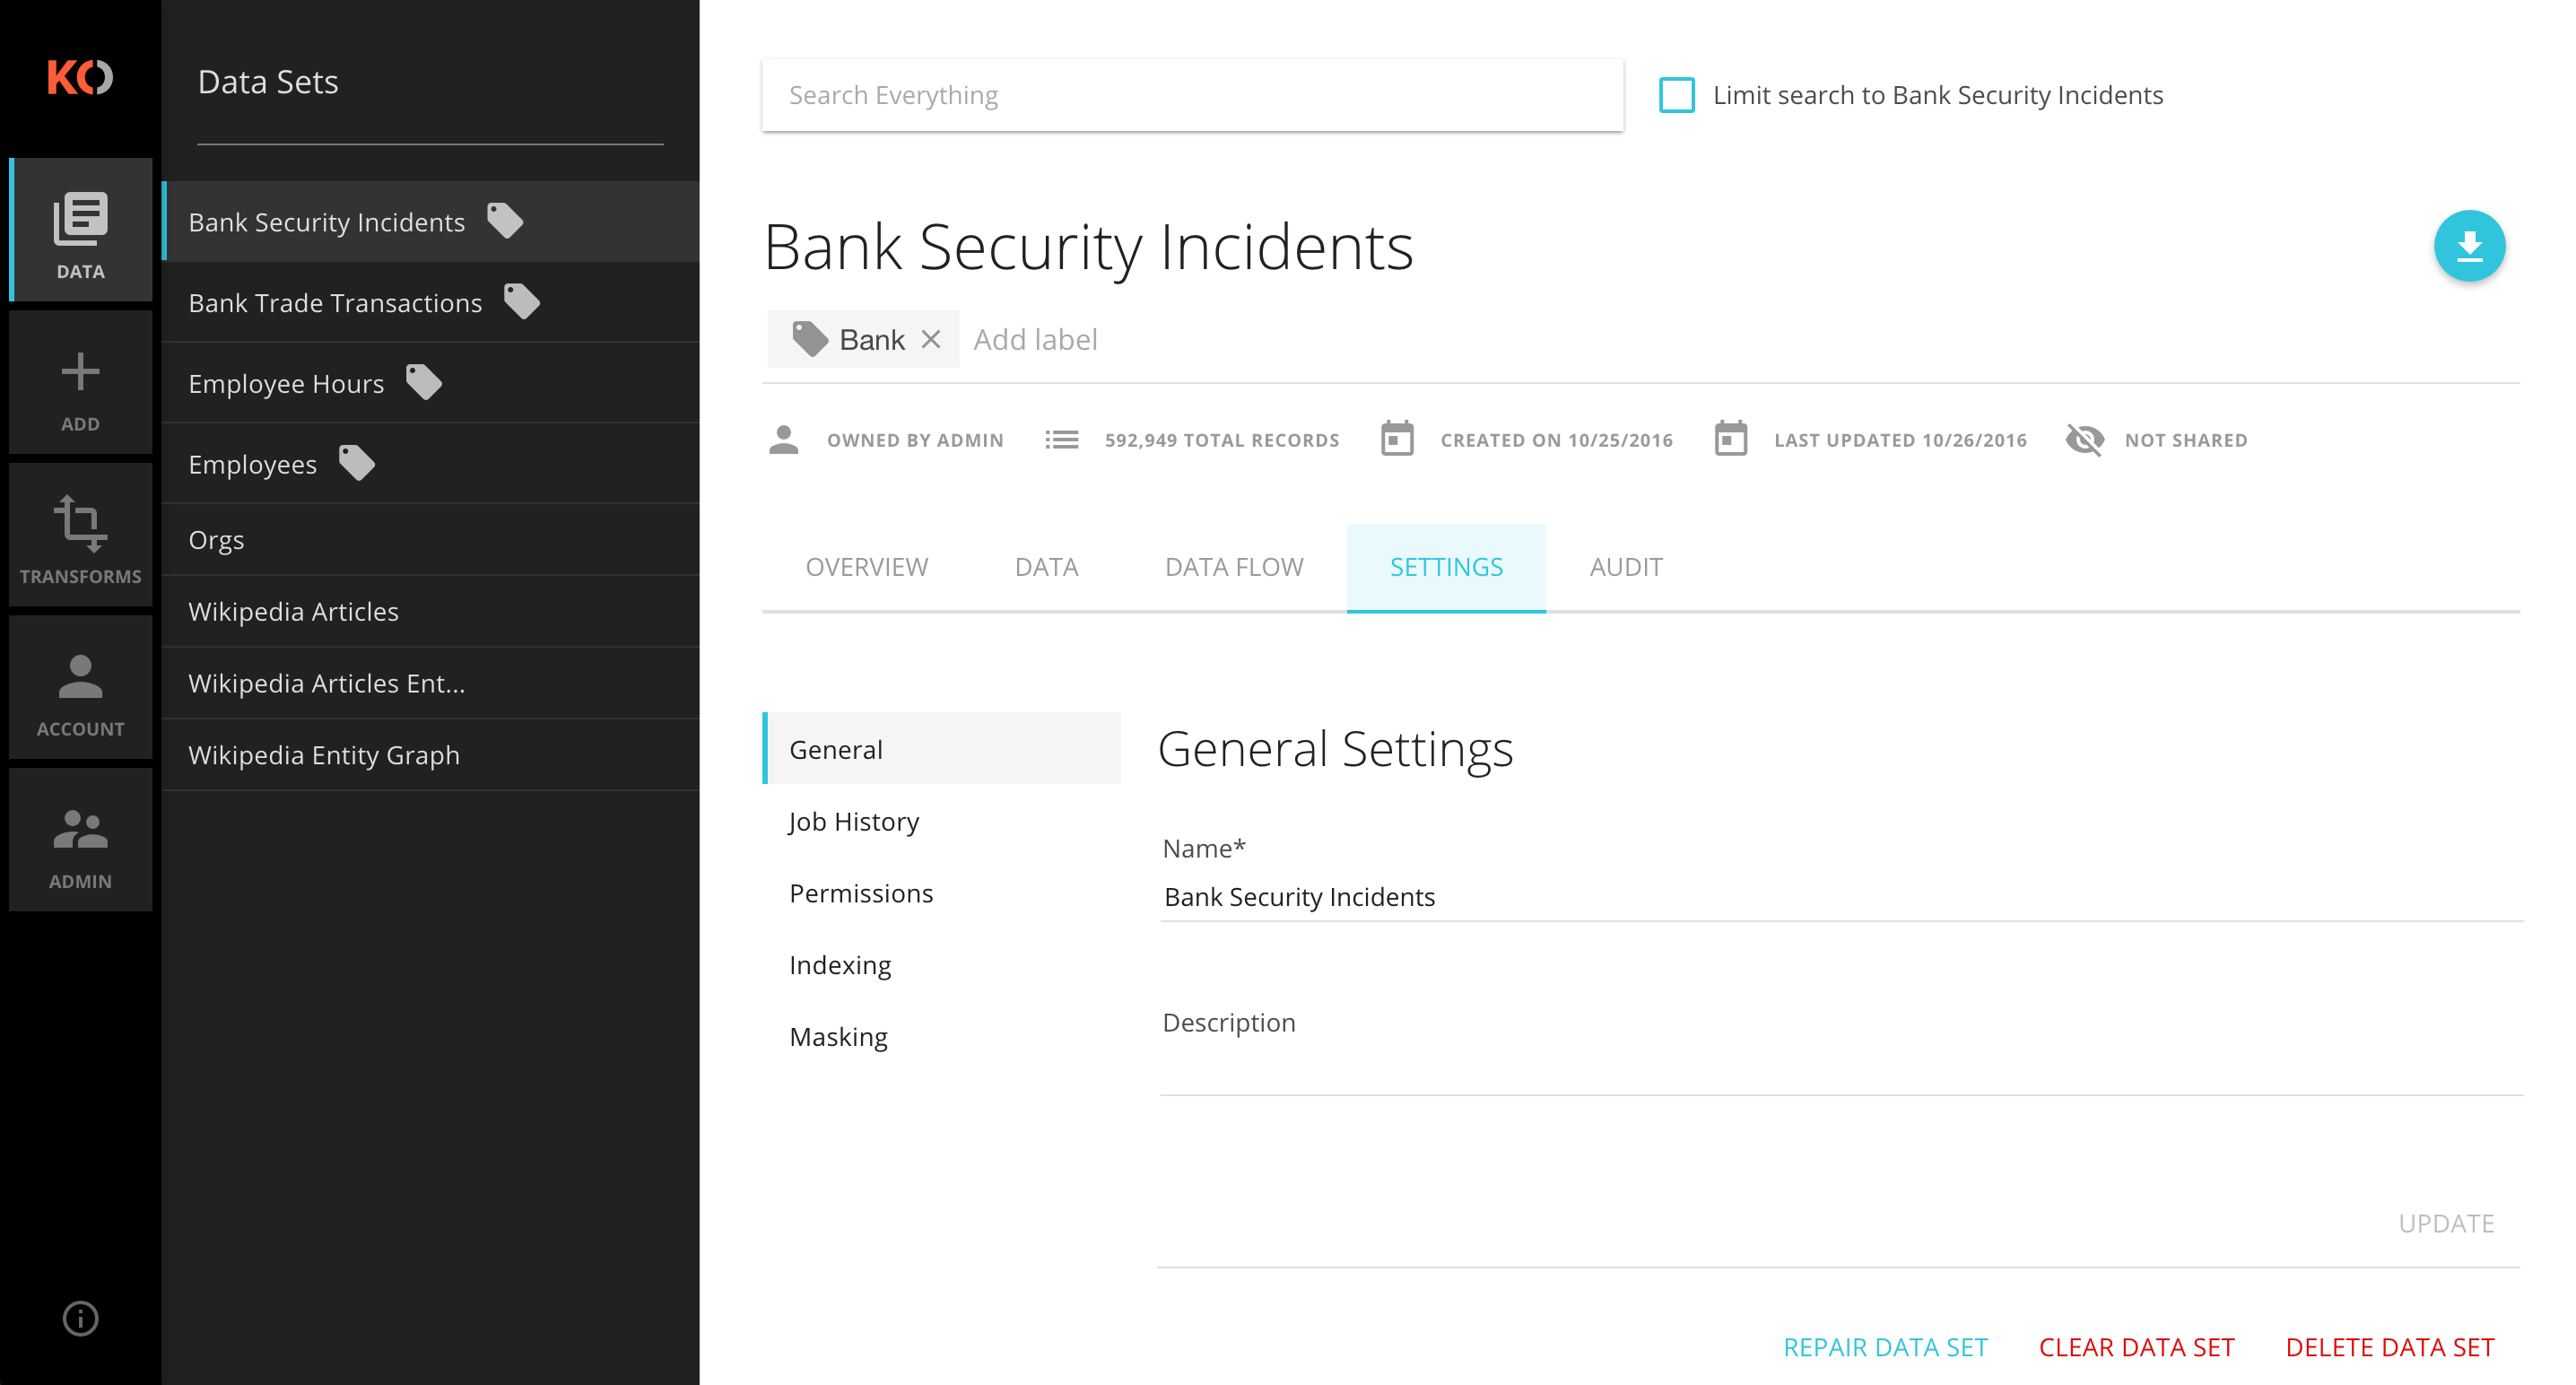 KO
DATA
ADD
TRANSFORMS
ACCOUNT
ADMIN
Data Sets
Bank Security Incidents
Bank Trade Transactions
Employee Hours
Employees
Orgs
Wikipedia Articles
Wikipedia Articles Ent...
Wikipedia Entity Graph
Search Everything
Limit search to Bank Security Incidents
Bank Security Incidents
Bank Add label
OWNED BY ADMIN 592,949 TOTAL RECORDS CREATED ON 10/25/2016 LAST UPDATED 10/26/2016 NOT SHARED
OVERVIEW DATA DATA FLOW SETTINGS AUDIT
General
Job History
Permissions
Indexing
Masking
General Settings
Name*
Bank Security Incidents
Description
UPDATE
REPAIR DATA SET CLEAR DATA SET DELETE DATA SET